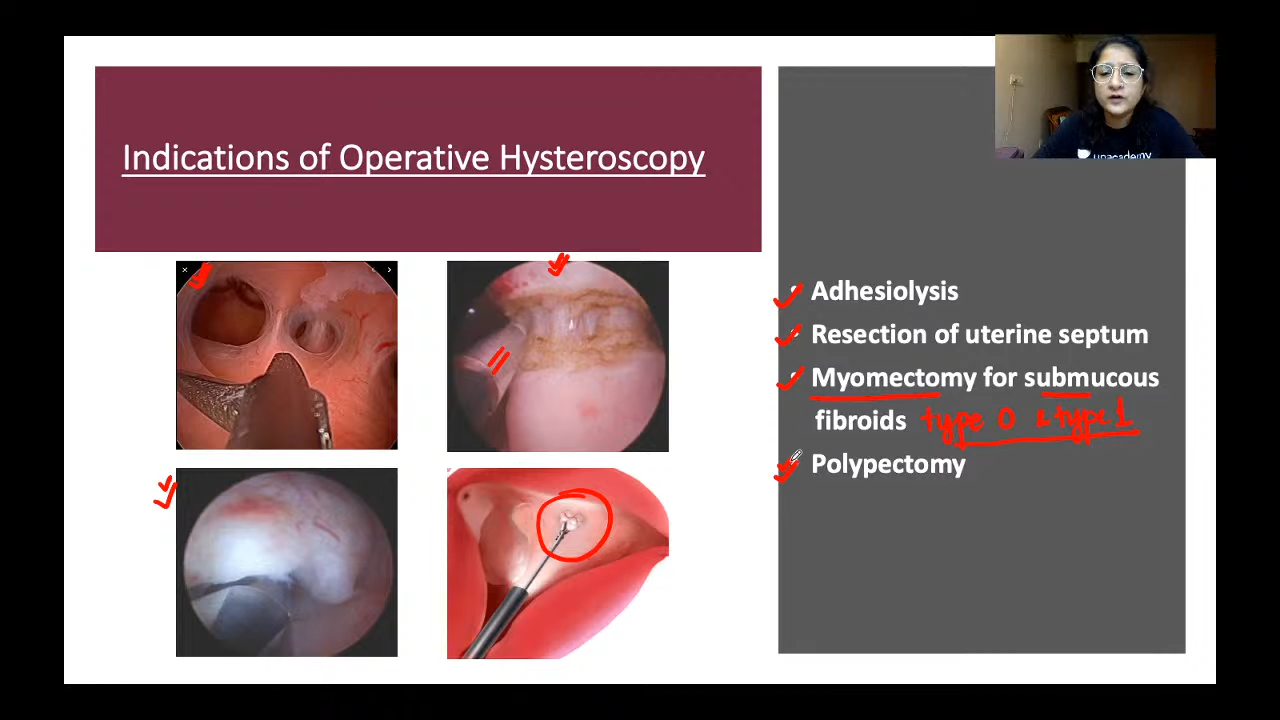 Indications of Operative Hysteroscopy
unacademy
Adhesiolysis
Resection of uterine septum
Myomectomy for submucous
fibroids type 0 & type 1
Polypectomy